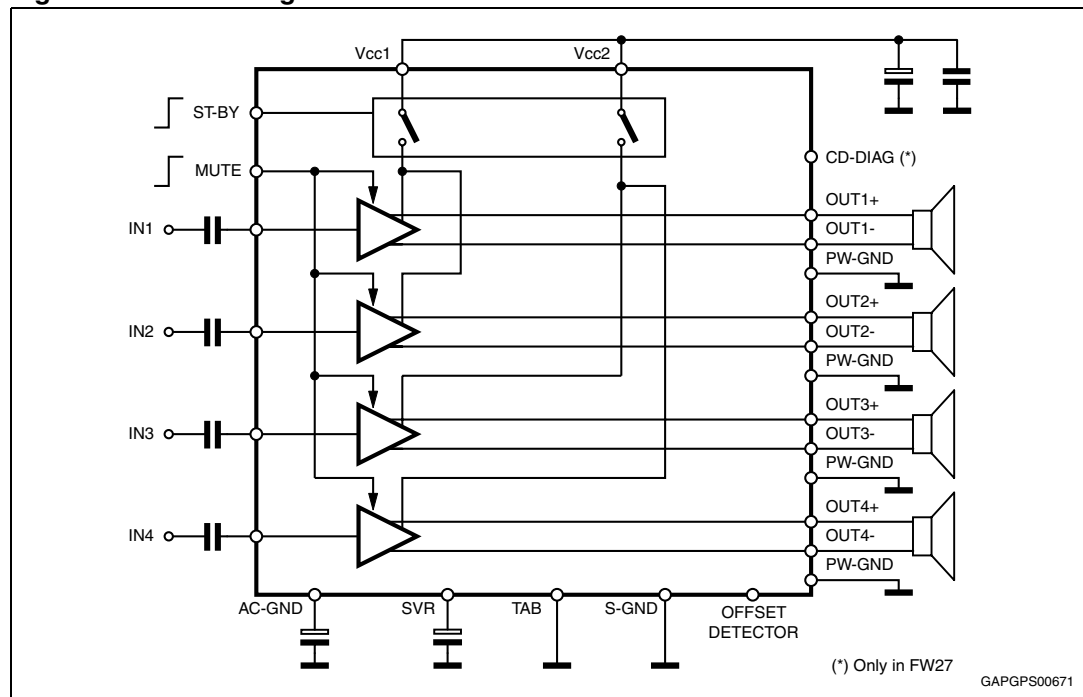 Vcc1
Vcc2
ST-BY
MUTE
CD-DIAG (*)
OUT1+
IN1
OUT1-
PW-GND
OUT2+
IN2
OUT2-
PW-GND
OUT3+
IN3
OUT3-
PW-GND
OUT4+
IN4
OUT4-
PW-GND
AC-GND
SVR
TAB
S-GND
OFFSET
DETECTOR
(*) Only in FW27
GAPGPS00671